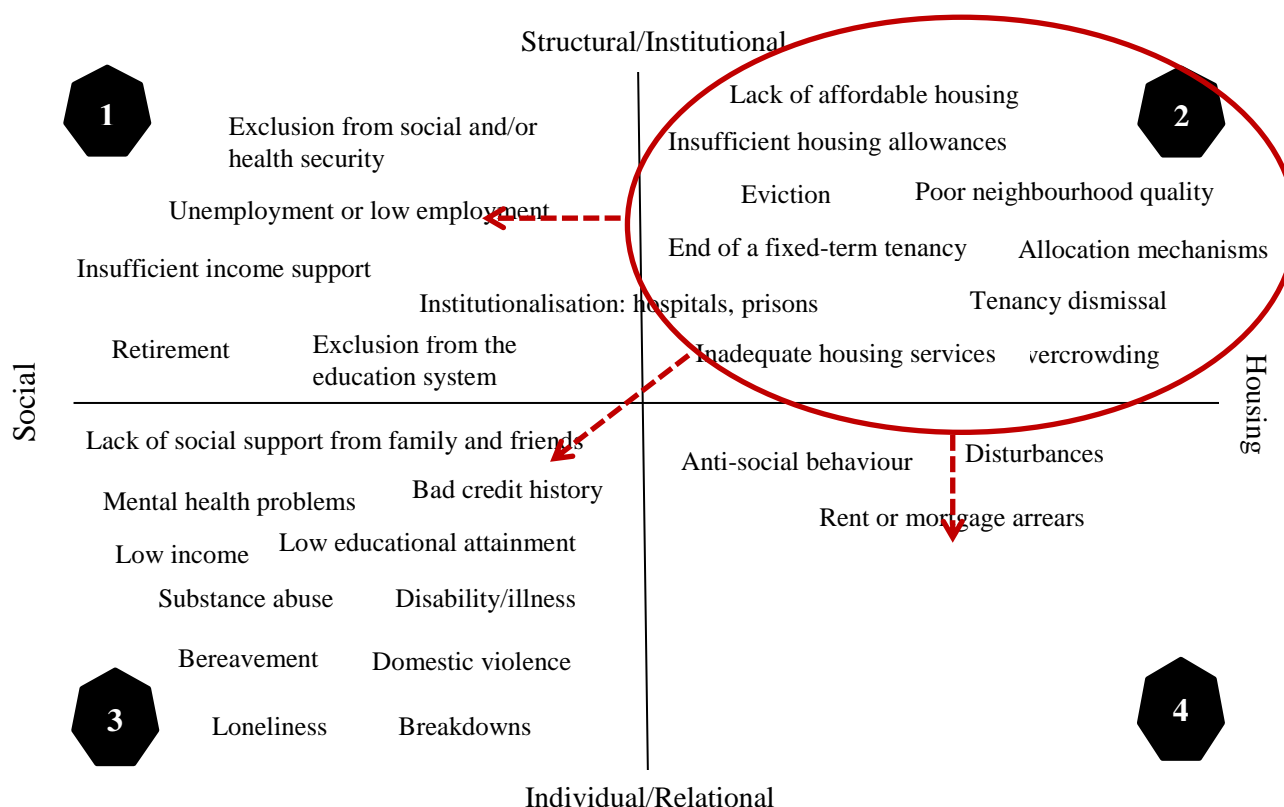 Structural/Institutional
1
2
Lack of affordable housing
Exclusion from social and/or
health security
Insufficient housing allowances
Eviction
Poor neighbourhood quality
Unemployment or low employment
End of a fixed-term tenancy
Allocation mechanisms
Insufficient income support
Institutionalisation: hospitals, prisons
Tenancy dismissal
Retirement
Exclusion from the
education system
Inadequate housing services
vercrowding
Social
Housing
Lack of social support from family and friends
Anti-social behaviour
Disturbances
Mental health problems
Bad credit history
Rent or mortgage arrears
Low income
Low educational attainment
Substance abuse
Disability/illness
Bereavement
Domestic violence
3
Loneliness
Breakdowns
4
Individual/Relational